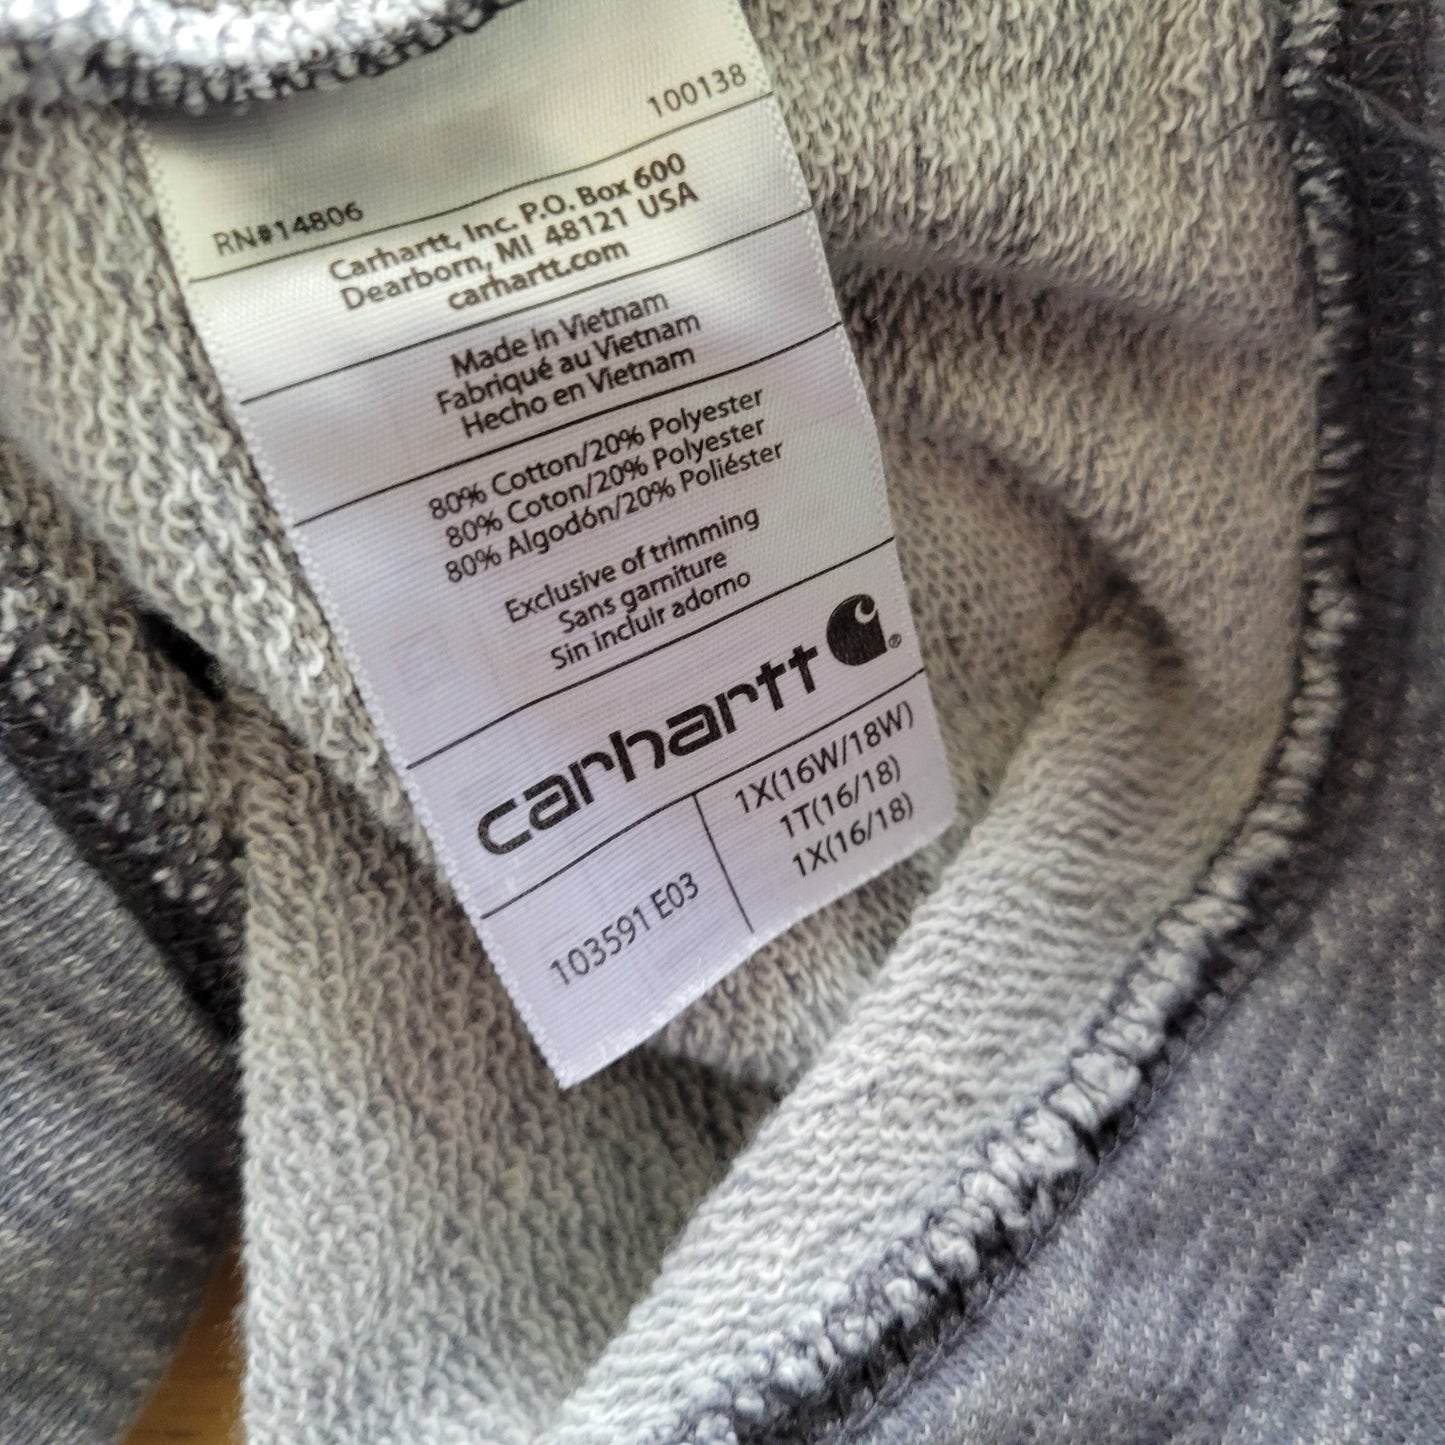 RN#14806 100138
Carhartt, Inc. P.O. Box 600
Dearborn, MI 48121 USA
carhartt.com
Made in Vietnam
Fabriqué au Vietnam
Hecho en Vietnam
80% Cotton/20% Polyester
80% Coton/20% Polyester
80% Algodón/20% Poliéster
Exclusive of trimming
Sans garniture
Sin incluir adorno
carhartt ®
103591 E03
1X(16W/18W)
1T(16/18)
1X(16/18)